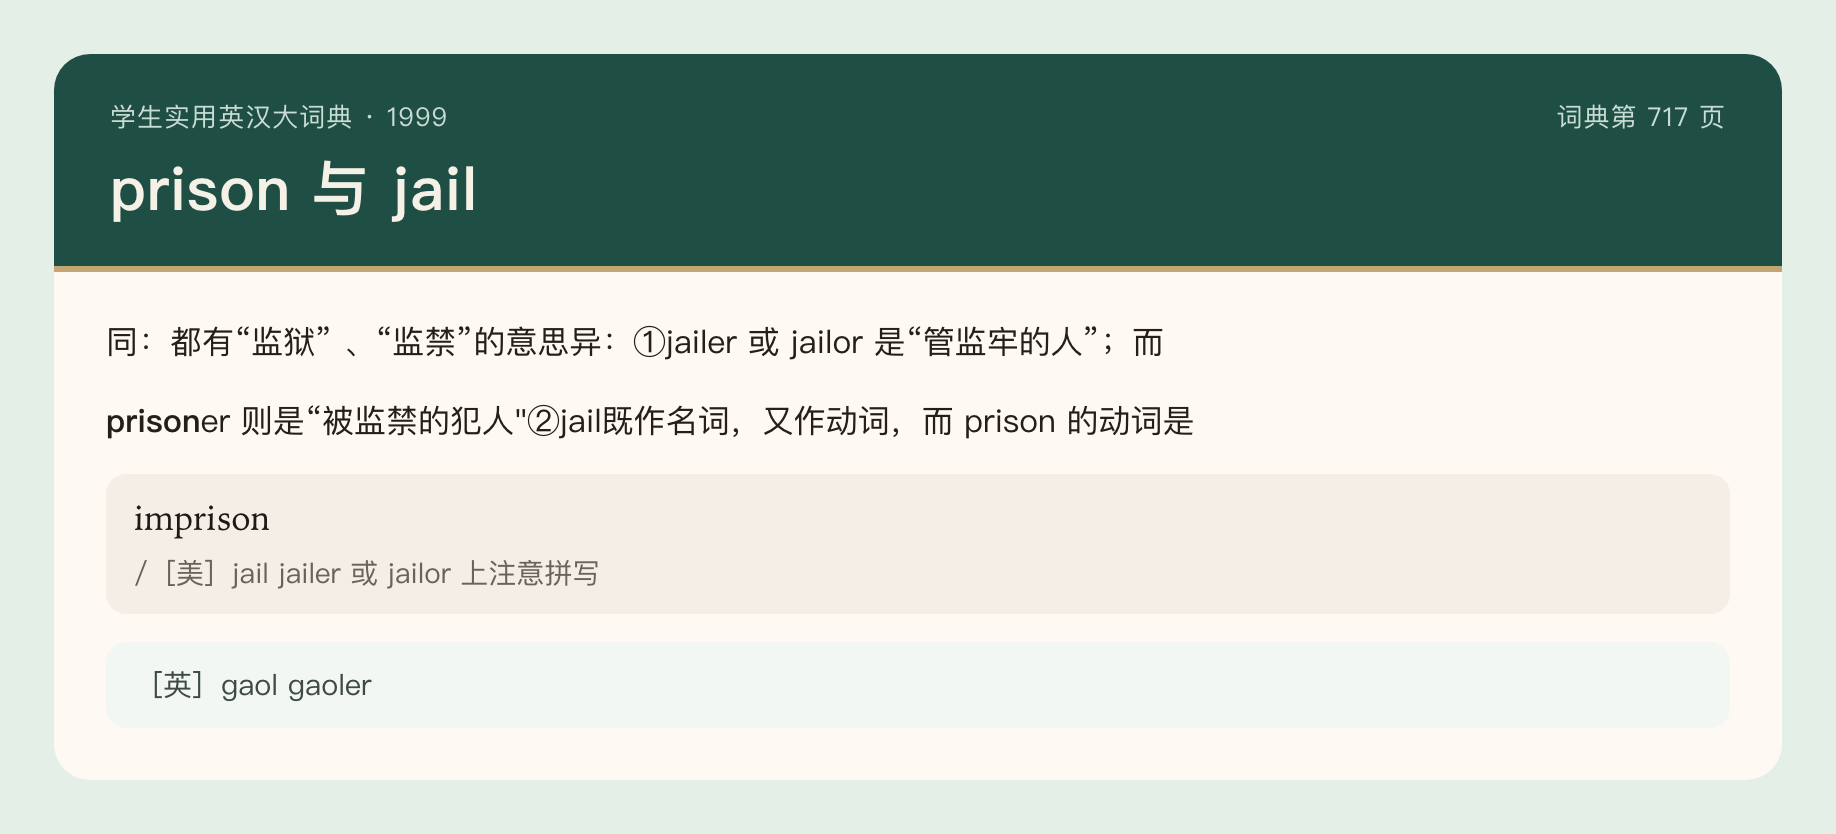 学生实用英汉大词典 · 1999
词典第 717 页
prison 与 jail
同：都有“监狱”、“监禁”的意思异：①jailer 或 jailor 是“管监牢的人”；而
prisoner 则是“被监禁的犯人"②jail既作名词，又作动词，而 prison 的动词是
imprison
/［美］jail jailer 或 jailor 上注意拼写
［英］gaol gaoler